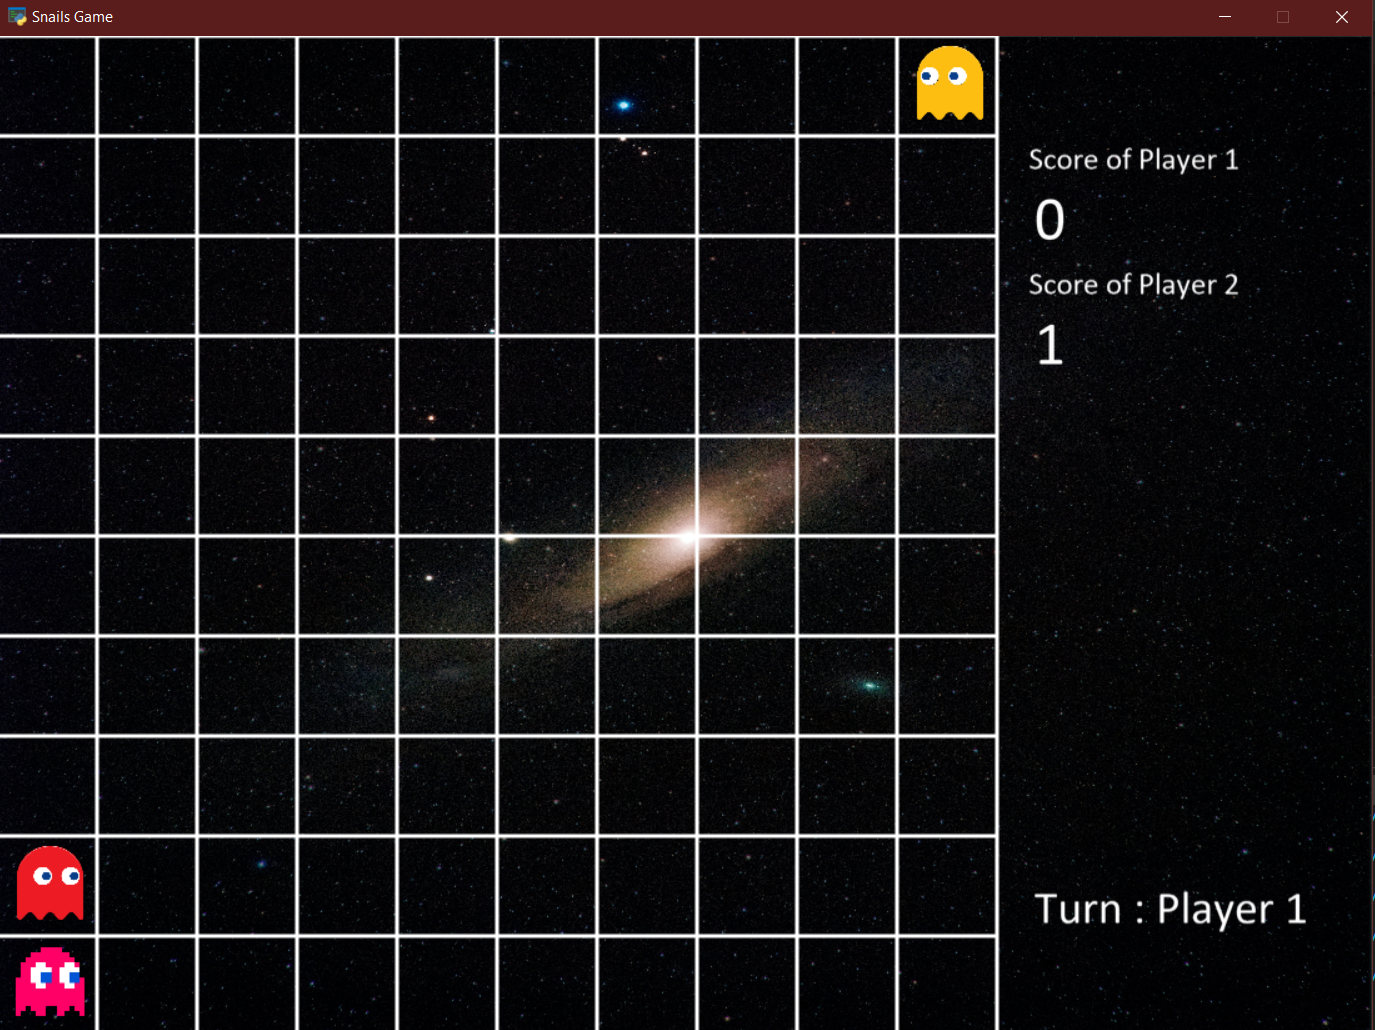 Snails Game
Score of Player 1
0
Score of Player 2
1
Turn : Player 1